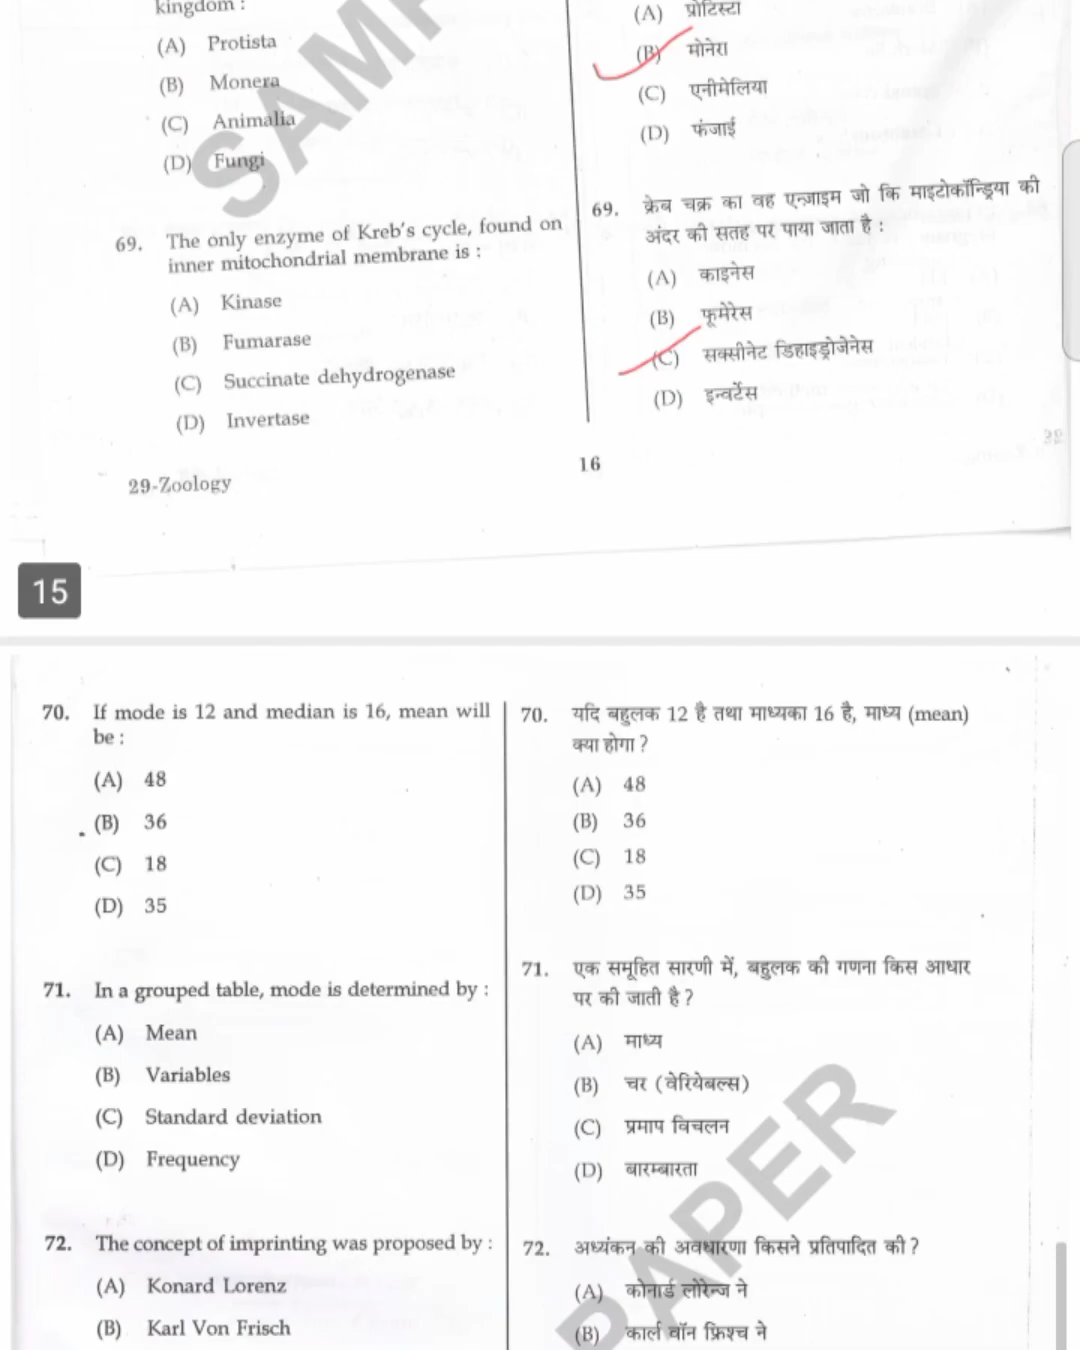 kingdom :
(A) Protista
(B) Monera
(C) Animalia
(D) Fungi
69. The only enzyme of Kreb's cycle, found on
inner mitochondrial membrane is :
(A) Kinase
(B) Fumarase
(C) Succinate dehydrogenase
(D) Invertase
29-Zoology
(A) प्रोटिस्टा
(B) मोनेरा
(C) एनीमेलिया
(D) फंजाई
69. क्रेब चक्र का वह एन्ज़ाइम जो कि माइटोकॉन्ड्रिया की
अंदर की सतह पर पाया जाता है :
(A) काइनेस
(B) फूमेरेस
(C) सक्सीनेट डिहाइड्रोजेनेस
(D) इन्वर्टेस
16
15
70. If mode is 12 and median is 16, mean will
be :
(A) 48
(B) 36
(C) 18
(D) 35
71. In a grouped table, mode is determined by :
(A) Mean
(B) Variables
(C) Standard deviation
(D) Frequency
72. The concept of imprinting was proposed by :
(A) Konard Lorenz
(B) Karl Von Frisch
70. यदि बहुलक 12 है तथा माध्यका 16 है, माध्य (mean)
क्या होगा ?
(A) 48
(B) 36
(C) 18
(D) 35
71. एक समूहित सारणी में, बहुलक की गणना किस आधार
पर की जाती है ?
(A) माध्य
(B) चर (वेरियेबल्स)
(C) प्रमाप विचलन
(D) बारम्बारता
72. अध्यंकन की अवधारणा किसने प्रतिपादित की ?
(A) कोनार्ड लोरेन्ज ने
(B) कार्ल वॉन फ्रिश्च ने
PAPER